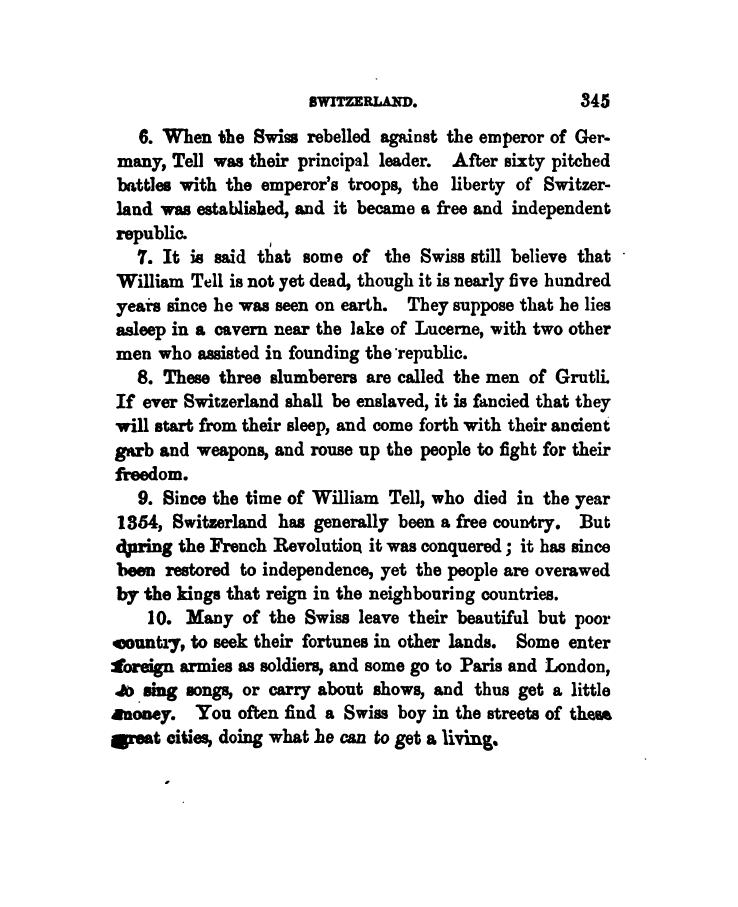 SWITZERLAND. 345
6. When the Swiss rebelled against the emperor of Ger-
many, Tell was their principal leader. After sixty pitched
battles with the emperor's troops, the liberty of Switzer-
land was established, and it became a free and independent
republic.
7. It is said that some of the Swiss still believe that
William Tell is not yet dead, though it is nearly five hundred
years since he was seen on earth. They suppose that he lies
asleep in a cavern near the lake of Lucerne, with two other
men who assisted in founding the republic.
8. These three slumberers are called the men of Grutli.
If ever Switzerland shall be enslaved, it is fancied that they
will start from their sleep, and come forth with their ancient
garb and weapons, and rouse up the people to fight for their
freedom.
9. Since the time of William Tell, who died in the year
1354, Switzerland has generally been a free country. But
during the French Revolution it was conquered; it has since
been restored to independence, yet the people are overawed
by the kings that reign in the neighbouring countries.
10. Many of the Swiss leave their beautiful but poor
country, to seek their fortunes in other lands. Some enter
foreign armies as soldiers, and some go to Paris and London,
to sing songs, or carry about shows, and thus get a little
money. You often find a Swiss boy in the streets of these
great cities, doing what he can to get a living.